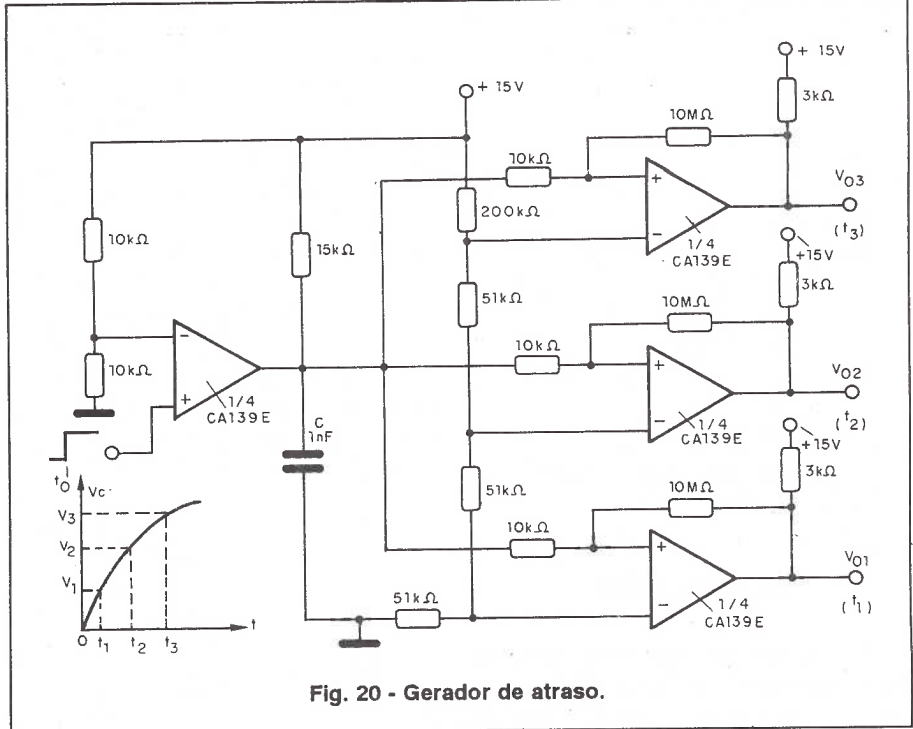 + 15V
+ 15V
3kΩ
10MΩ
10kΩ
V03
(t3)
200kΩ
+
-
1/4
CA139E
10kΩ
15kΩ
+15V
3kΩ
51kΩ
10MΩ
10kΩ
V02
(t2)
-
+
10kΩ
1/4
CA139E
+
-
1/4
CA139E
C
1nF
+15V
3kΩ
51kΩ
10MΩ
10kΩ
V01
(t1)
+
-
1/4
CA139E
51kΩ
t0
Vc
V3
V2
V1
0
t1
t2
t3
t
Fig. 20 - Gerador de atraso.